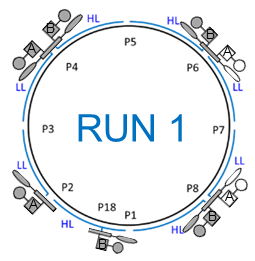 HL P5 HL
B B
A A
P4 P6
LL LL
P3 RUN 1 P7
LL LL
P2 P8
A A
P18 P1
HL HL
B B